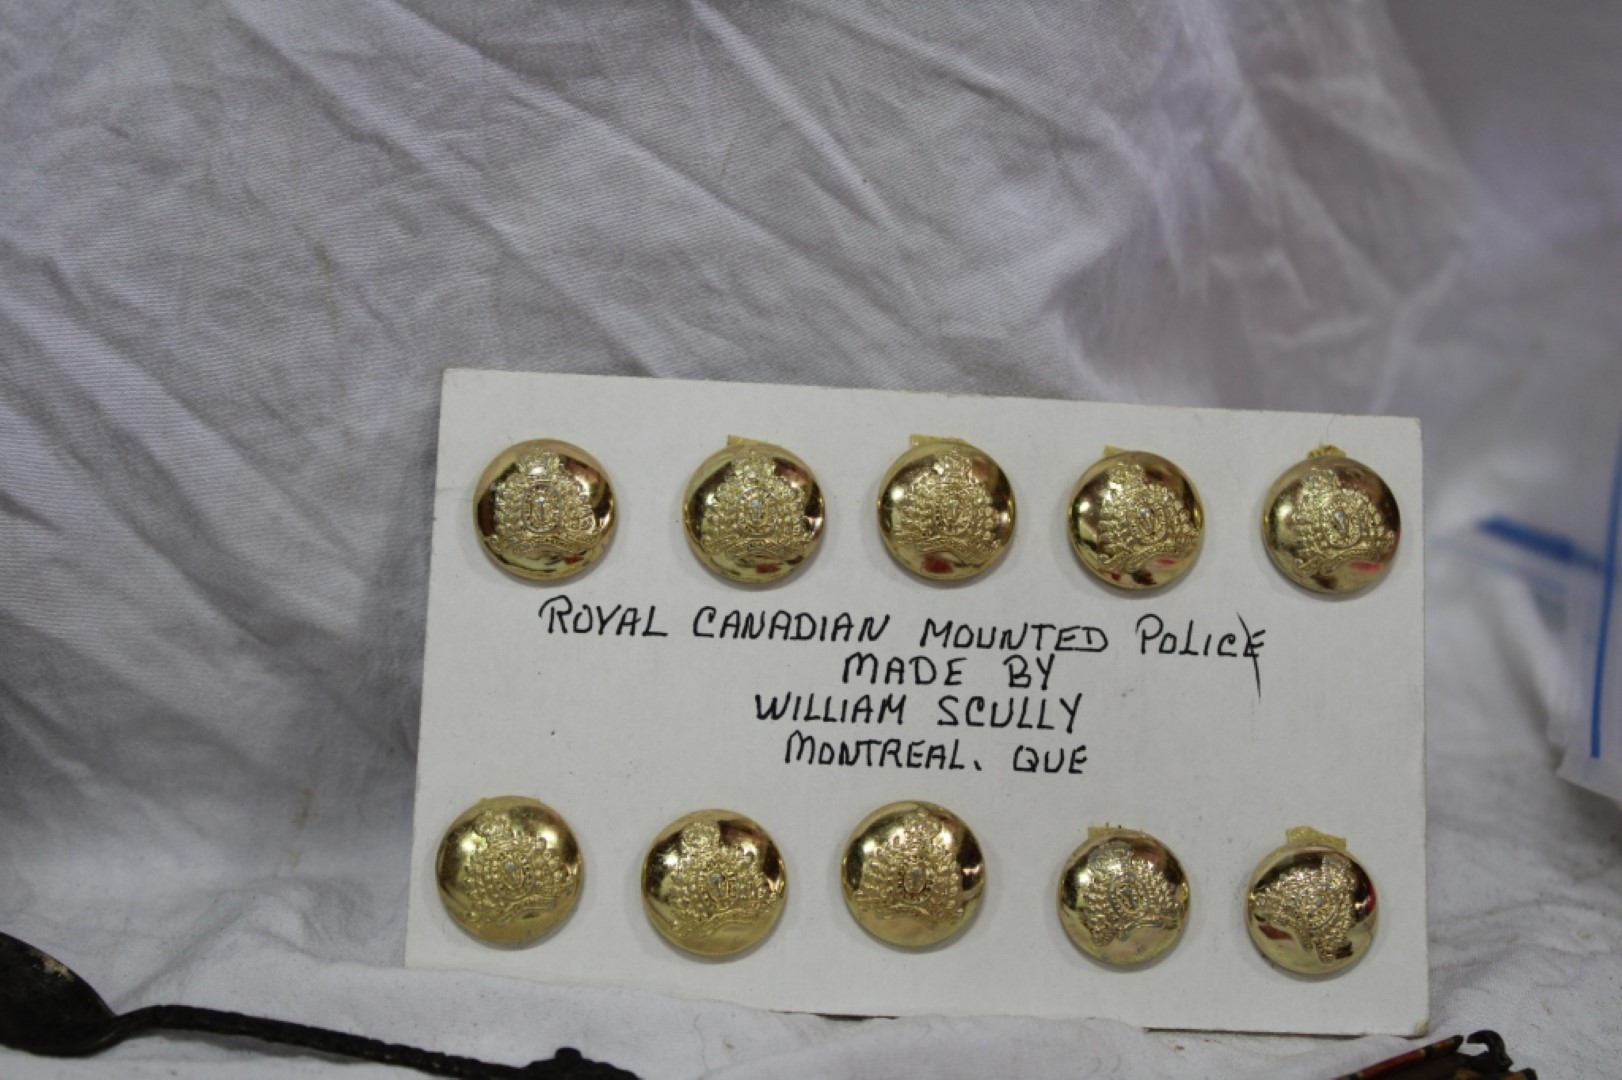 ROYAL CANADIAN MOUNTED POLICE
MADE BY
WILLIAM SCULLY
MONTREAL. QUE